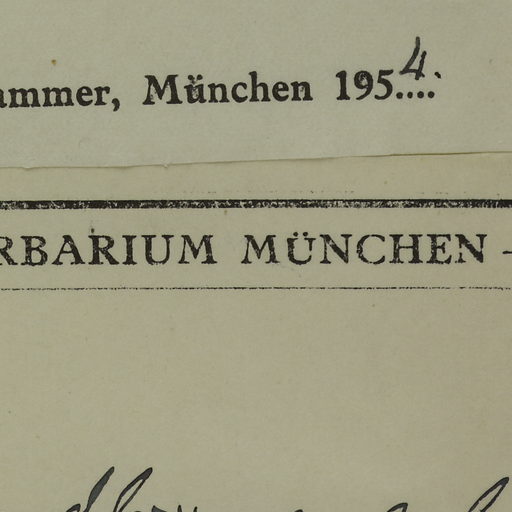 ammer, München 1954.
RBARIUM MÜNCHEN -